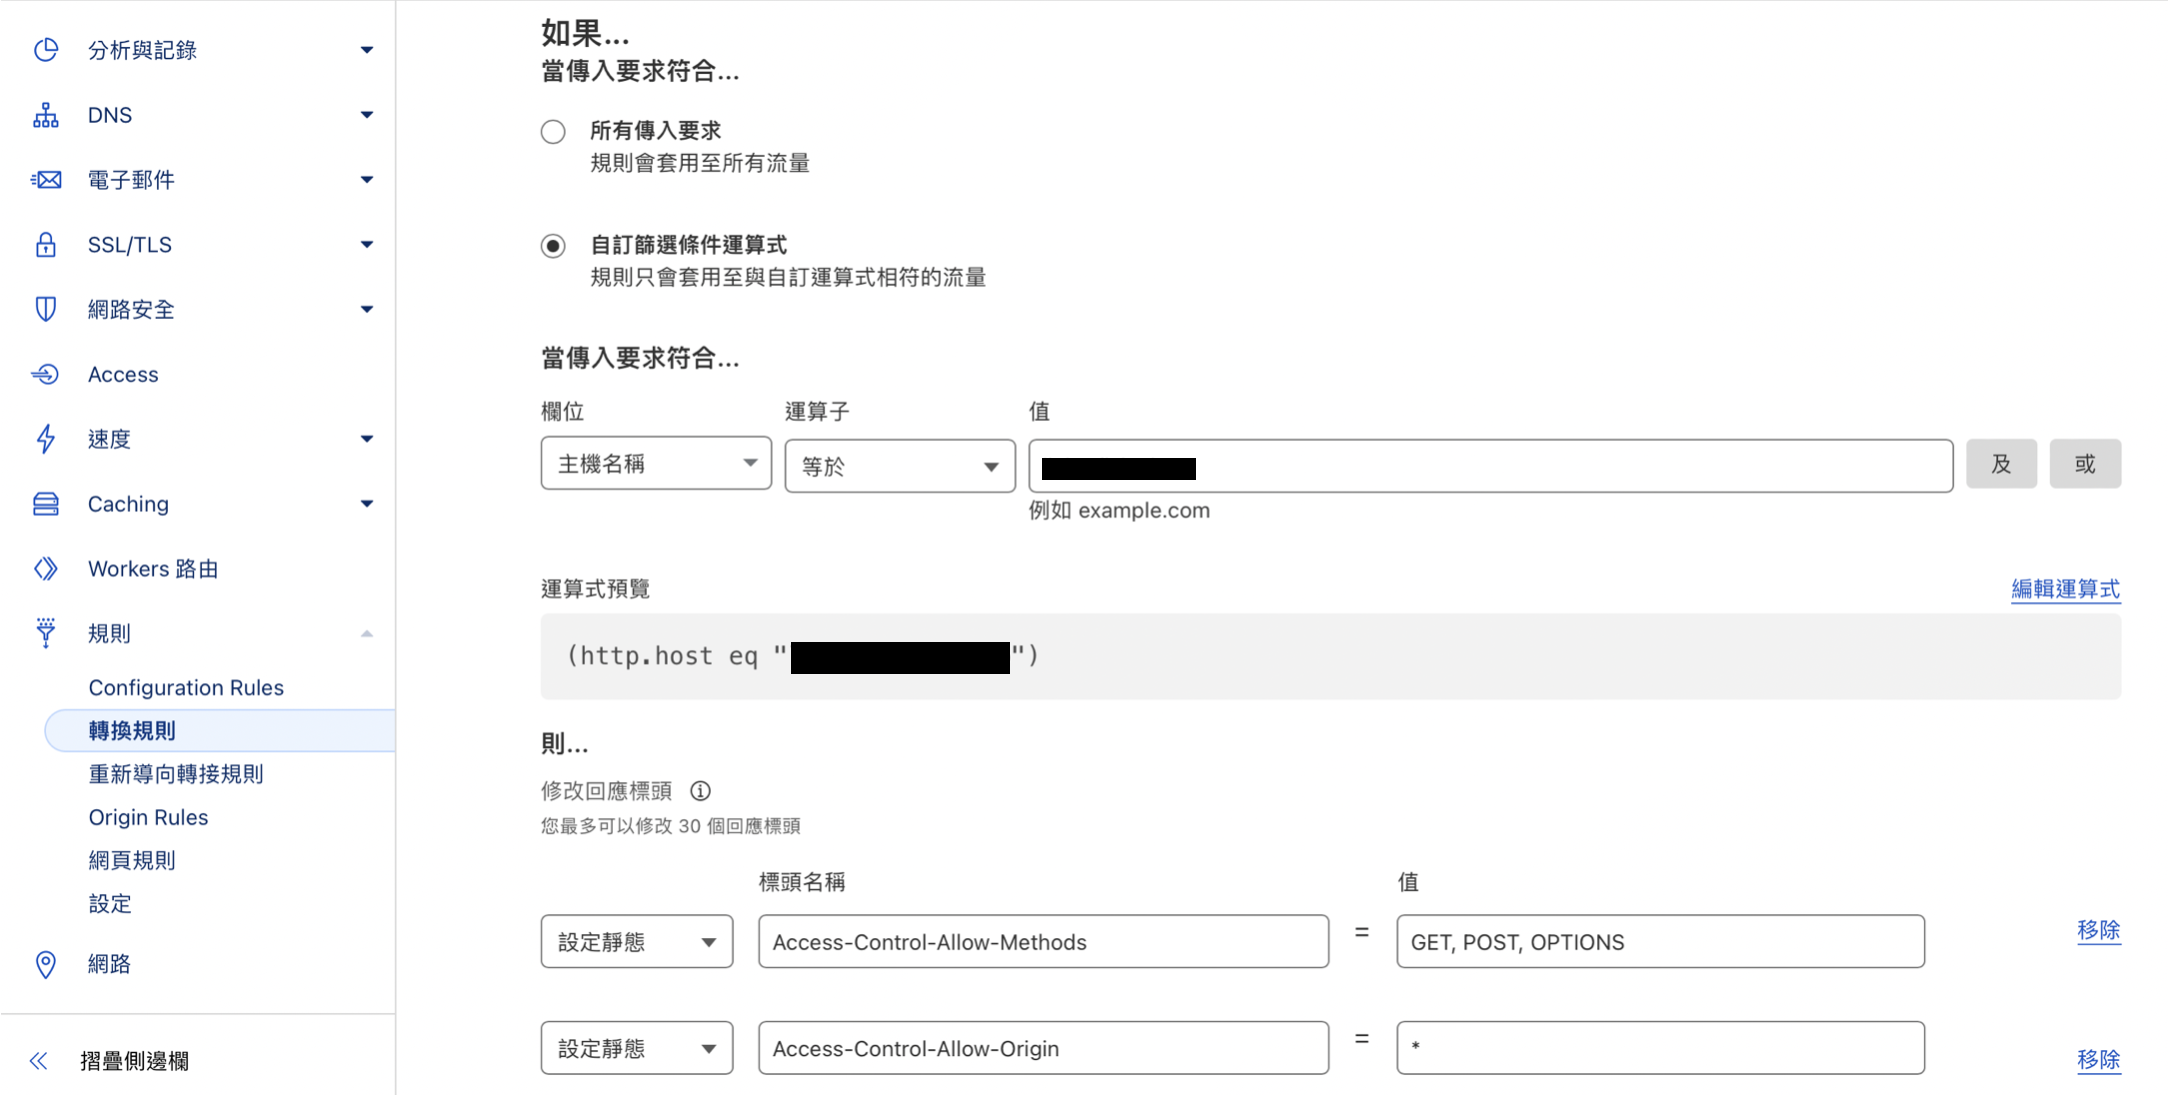 分析與記錄
DNS
電子郵件
SSL/TLS
網路安全
Access
速度
Caching
Workers 路由
規則
Configuration Rules
轉換規則
重新導向轉接規則
Origin Rules
網頁規則
設定
網路
摺疊側邊欄
如果...
當傳入要求符合...
所有傳入要求
規則會套用至所有流量
自訂篩選條件運算式
規則只會套用至與自訂運算式相符的流量
當傳入要求符合...
欄位 運算子 值
主機名稱 等於 及 或
例如 example.com
運算式預覽 編輯運算式
(http.host eq " ")
則...
修改回應標頭
您最多可以修改 30 個回應標頭
標頭名稱 值
設定靜態 Access-Control-Allow-Methods = GET, POST, OPTIONS 移除
設定靜態 Access-Control-Allow-Origin = * 移除